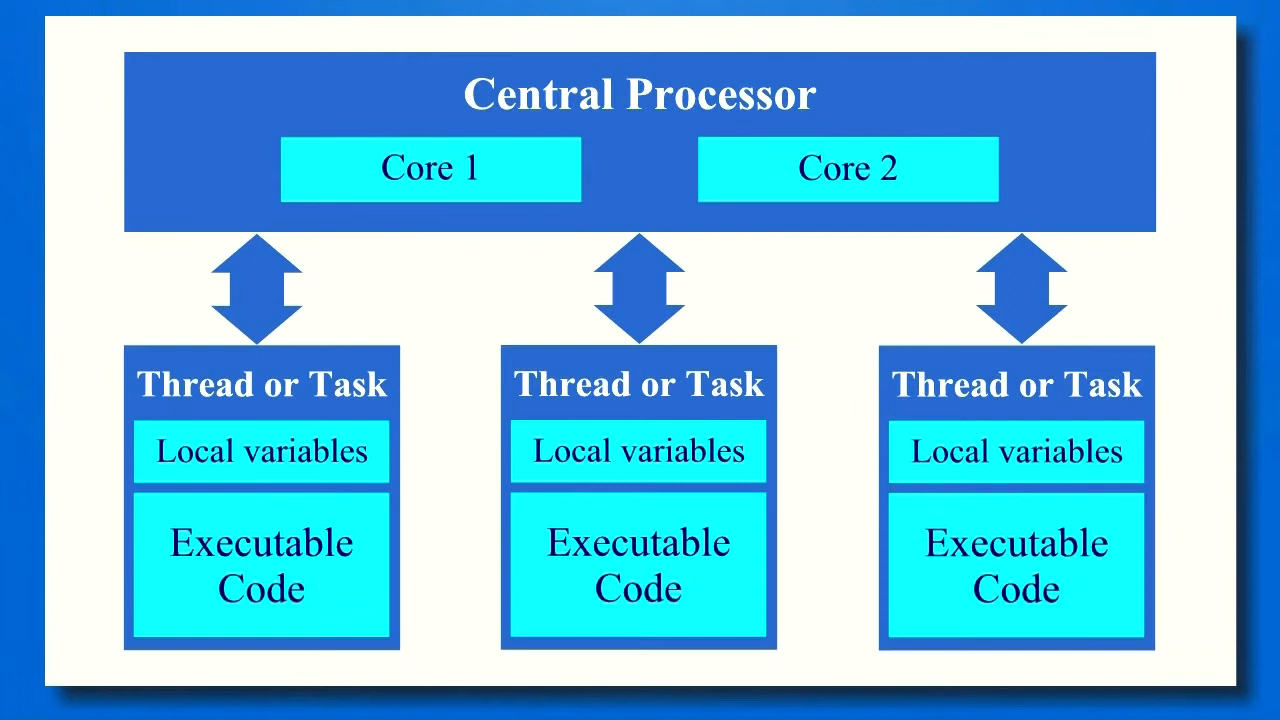 Central Processor
Core 1
Core 2
Thread or Task
Local variables
Executable
Code
Thread or Task
Local variables
Executable
Code
Thread or Task
Local variables
Executable
Code